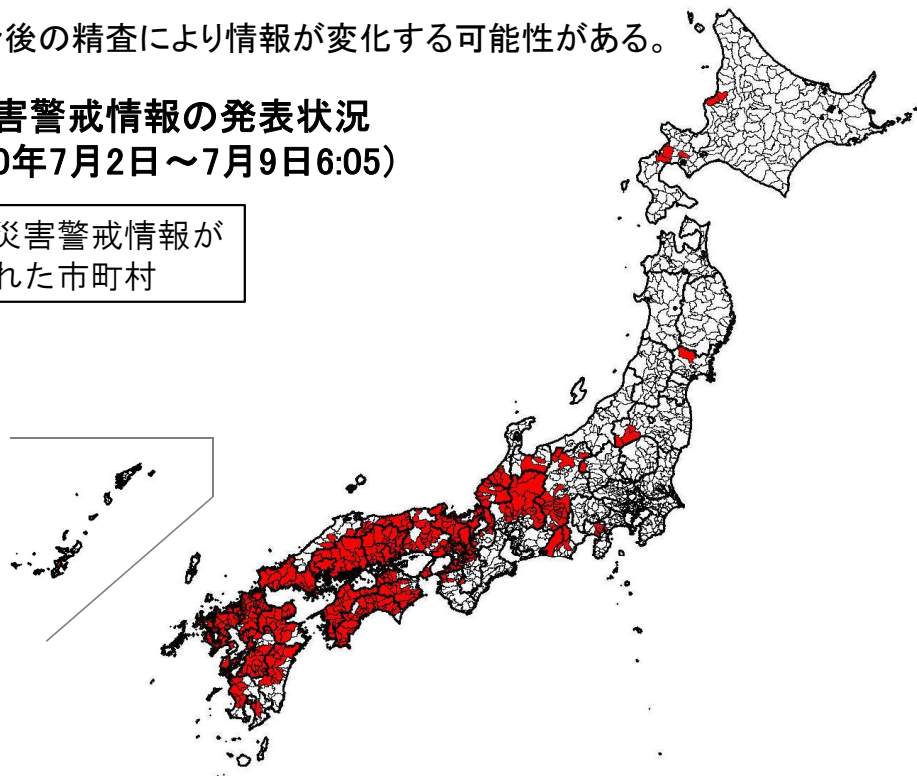 後の精査により情報が変化する可能性がある。
害警戒情報の発表状況
0年7月2日~7月9日6:05)
災害警戒情報が
れた市町村